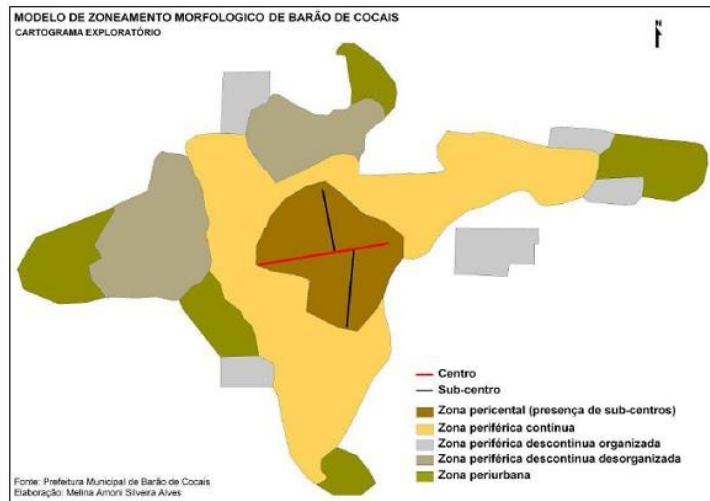 MODELO DE ZONEAMENTO MORFOLOGICO DE BARÃO DE COCAIS
CARTOGRAMA EXPLORATÓRIO
N
Centro
Sub-centro
Zona pericental (presença de sub-centros)
Zona periférica contínua
Zona periférica descontinua organizada
Zona periférica descontinua desorganizada
Zona periurbana
Fonte: Prefeitura Municipal de Barão de Cocais
Elaboração: Melina Amoni Silveira Alves